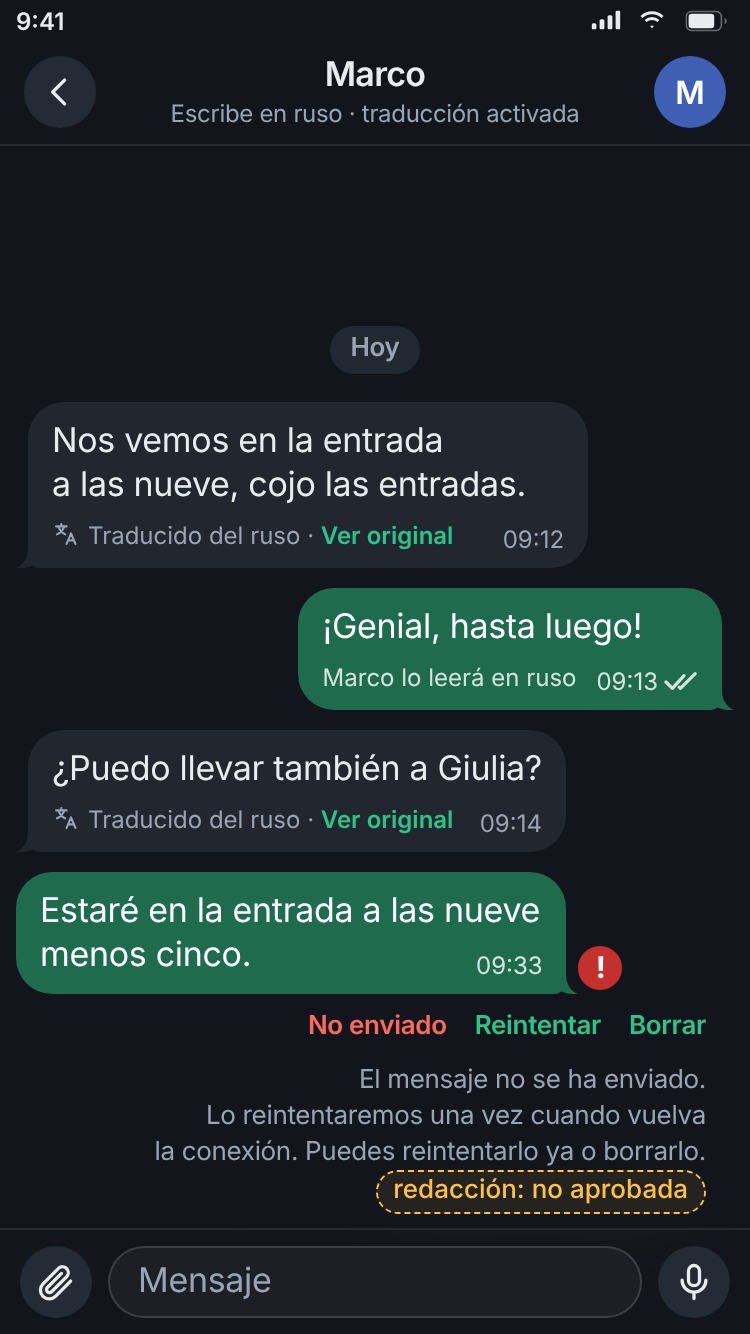 9:41
Marco
Escribe en ruso · traducción activada
M
Hoy
Nos vemos en la entrada
a las nueve, cojo las entradas.
Traducido del ruso · Ver original 09:12
¡Genial, hasta luego!
Marco lo leerá en ruso 09:13
¿Puedo llevar también a Giulia?
Traducido del ruso · Ver original 09:14
Estaré en la entrada a las nueve
menos cinco. 09:33
!
No enviado Reintentar Borrar
El mensaje no se ha enviado.
Lo reintentaremos una vez cuando vuelva
la conexión. Puedes reintentarlo ya o borrarlo.
redacción: no aprobada
Mensaje